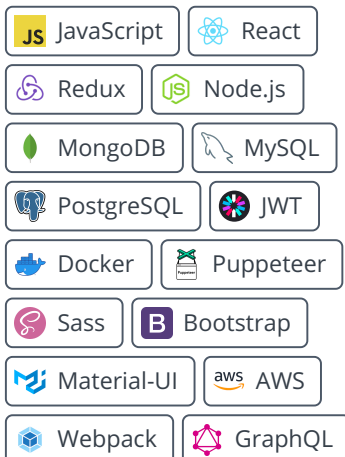 JS JavaScript React
Redux Node.js
MongoDB MySQL
PostgreSQL JWT
Docker Puppeteer Puppeteer
Sass Bootstrap
Material-UI aws AWS
Webpack GraphQL